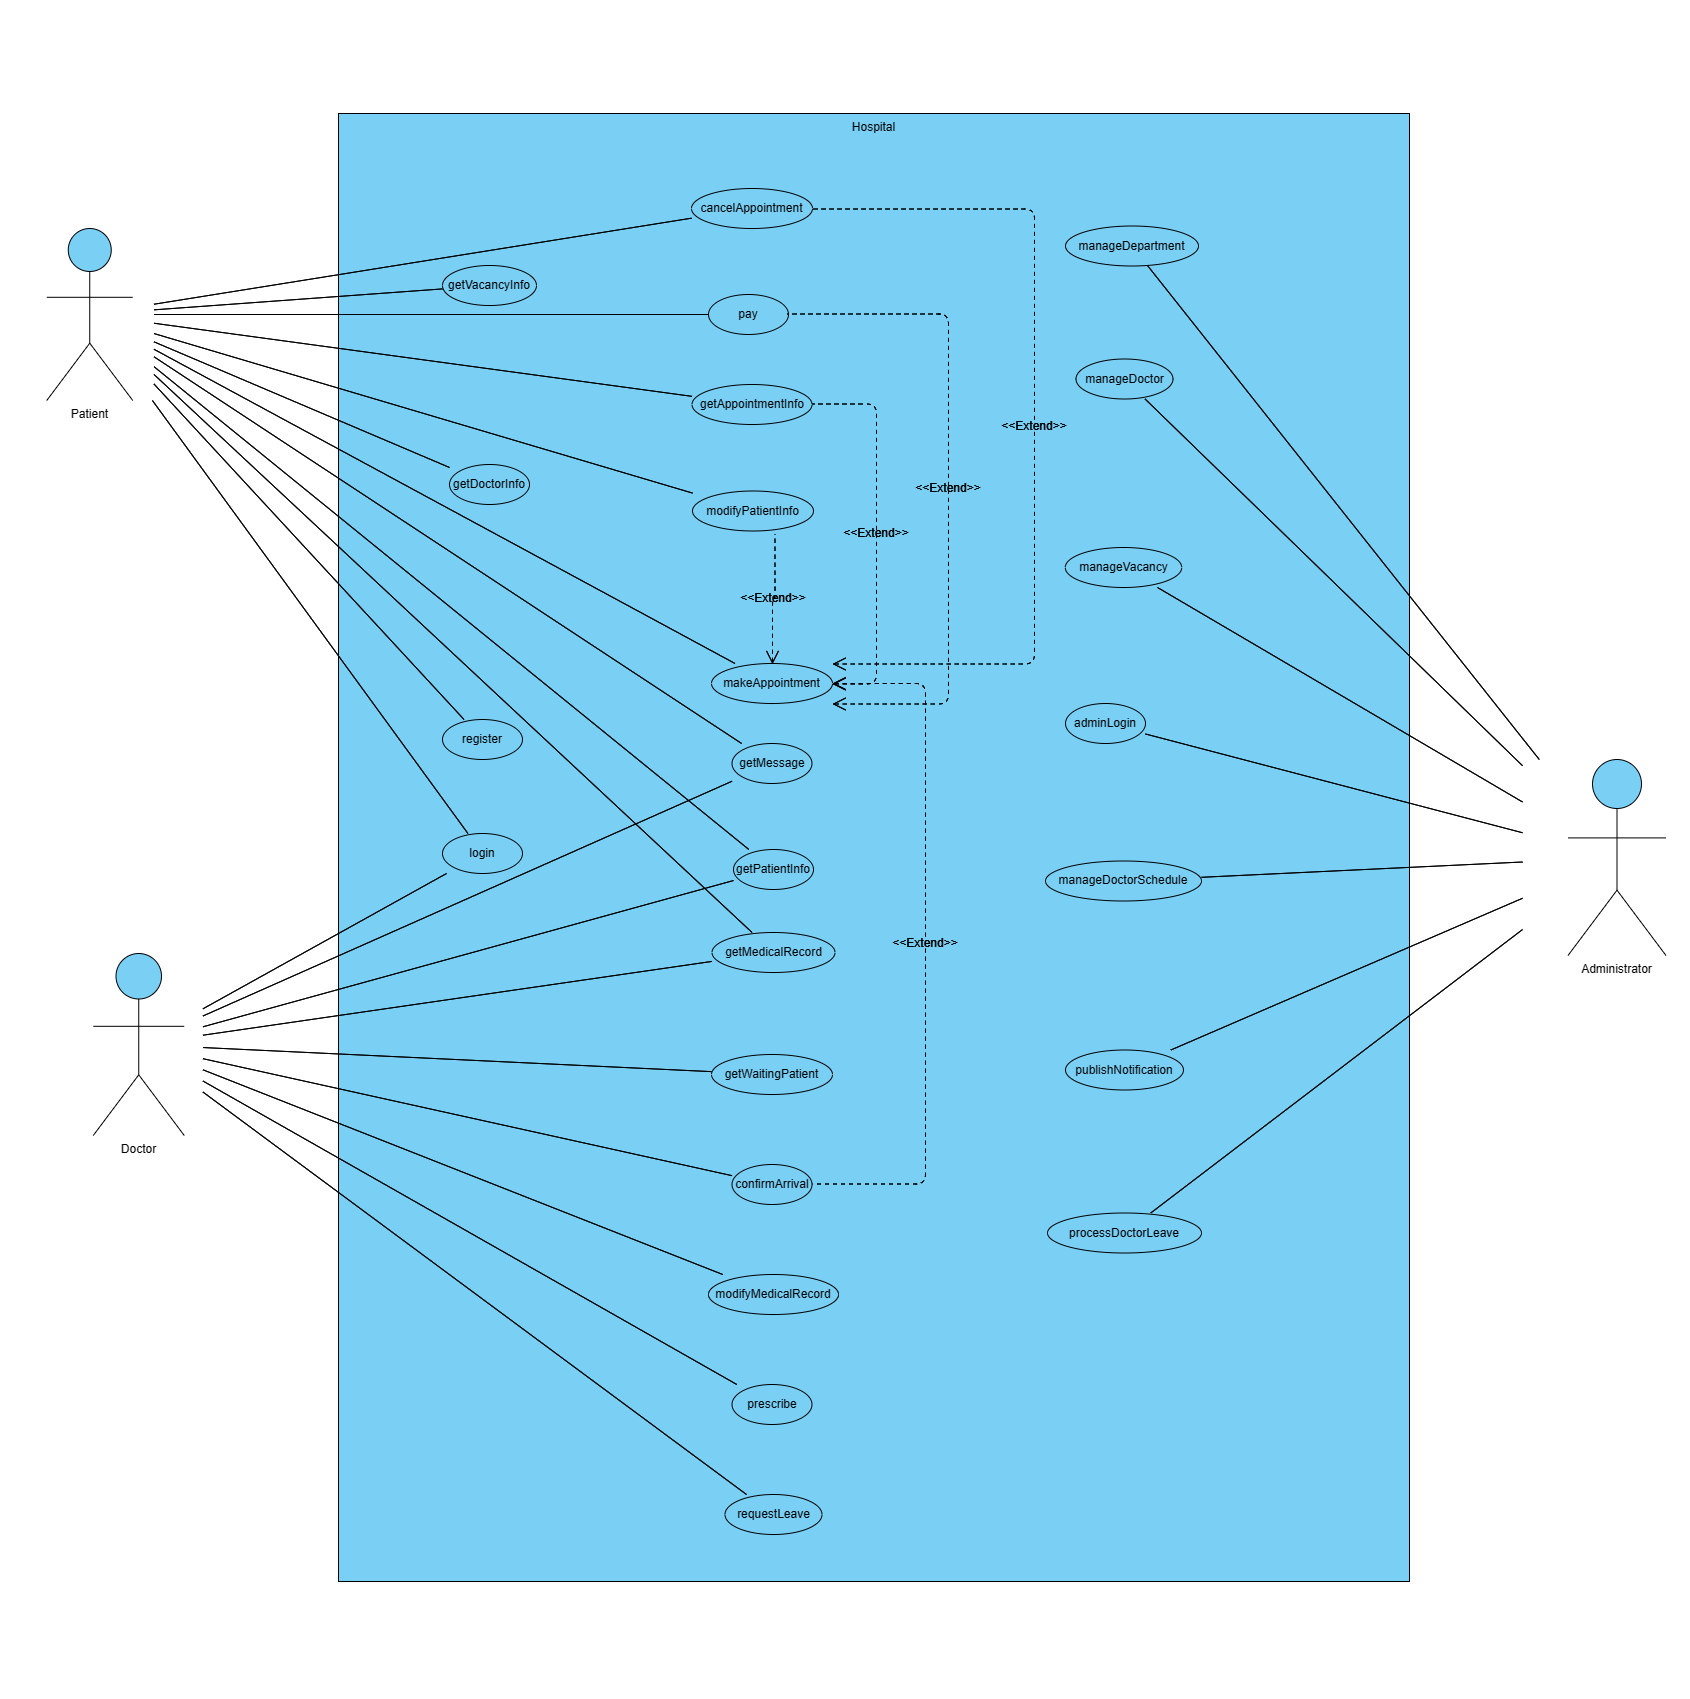 Hospital
cancelAppointment
manageDepartment
getVacancyInfo
pay
manageDoctor
getAppointmentInfo
Patient
<<Extend>>
getDoctorInfo
<<Extend>>
modifyPatientInfo
<<Extend>>
manageVacancy
<<Extend>>
makeAppointment
adminLogin
register
getMessage
login
getPatientInfo
manageDoctorSchedule
<<Extend>>
getMedicalRecord
Administrator
publishNotification
getWaitingPatient
Doctor
confirmArrival
processDoctorLeave
modifyMedicalRecord
prescribe
requestLeave